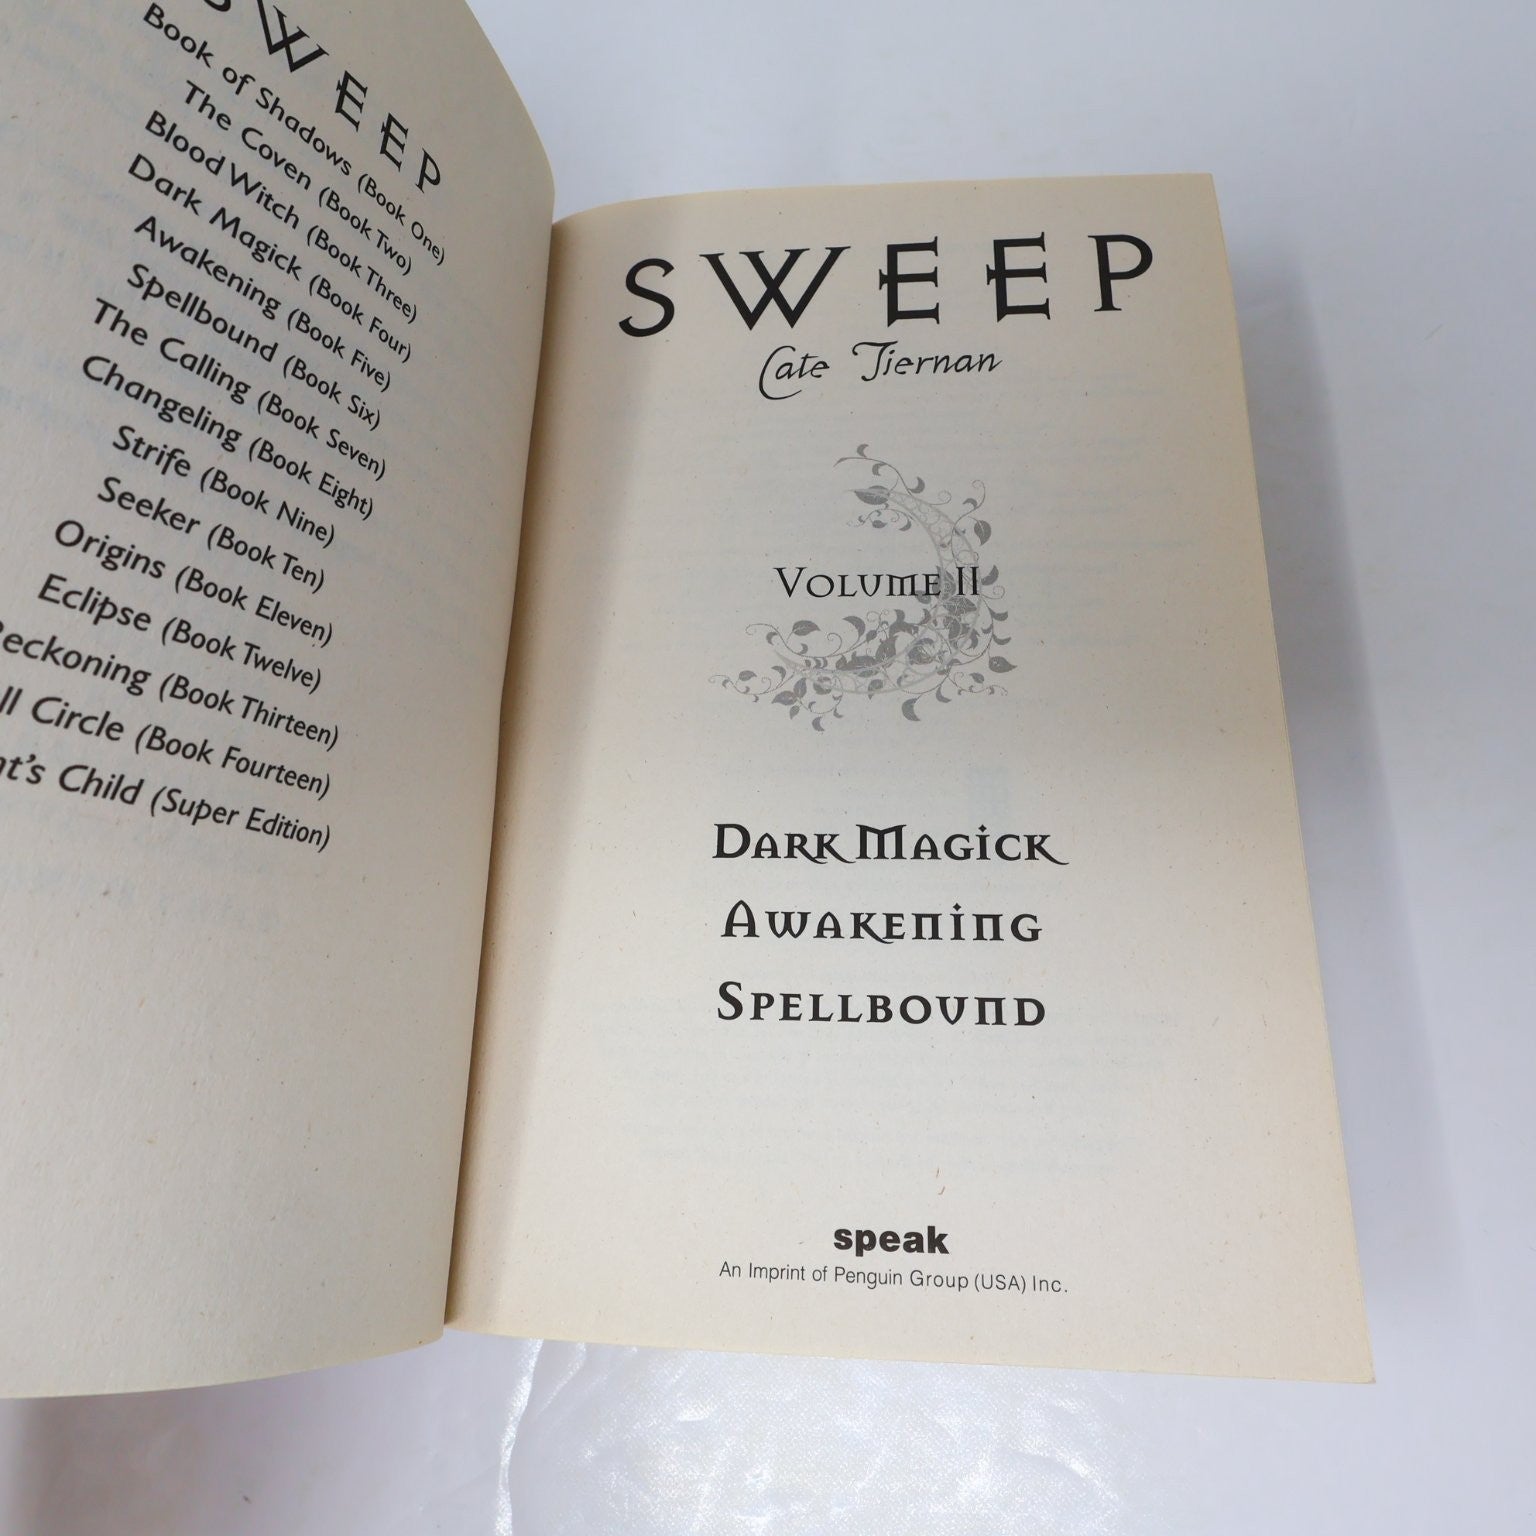 SWEEP
Book of Shadows (Book One)
The Coven (Book Two)
Blood Witch (Book Three)
Dark Magick (Book Four)
Awakening (Book Five)
Spellbound (Book Six)
The Calling (Book Seven)
Changeling (Book Eight)
Strife (Book Nine)
Seeker (Book Ten)
Origins (Book Eleven)
Eclipse (Book Twelve)
Reckoning (Book Thirteen)
ll Circle (Book Fourteen)
t's Child (Super Edition)
SWEEP
Cate Tiernan
VOLUME II
DARK MAGICK
AWAKENING
SPELLBOUND
speak
An Imprint of Penguin Group (USA) Inc.